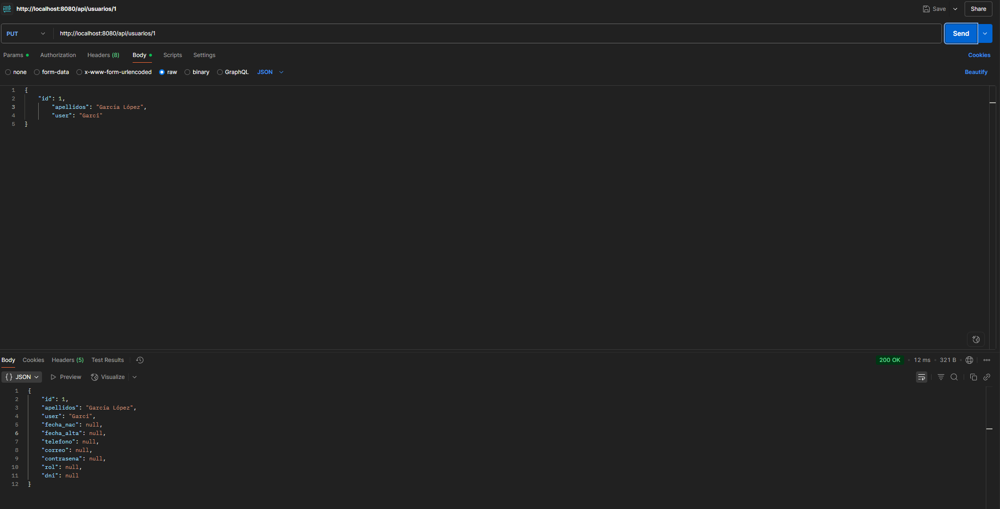 HTTP http://localhost:8080/api/usuarios/1 Save Share
PUT http://localhost:8080/api/usuarios/1 Send
Params Authorization Headers (8) Body Scripts Settings Cookies
none form-data x-www-form-urlencoded raw binary GraphQL JSON Beautify
1 {
2 "id": 1,
3 "apellidos": "García López",
4 "user": "Garci"
5 }
Body Cookies Headers (5) Test Results 200 OK • 12 ms • 321 B •
{} JSON Preview Visualize
1 {
2 "id": 1,
3 "apellidos": "García López",
4 "user": "Garci",
5 "fecha_nac": null,
6 "fecha_alta": null,
7 "telefono": null,
8 "correo": null,
9 "contrasena": null,
10 "rol": null,
11 "dni": null
12 }